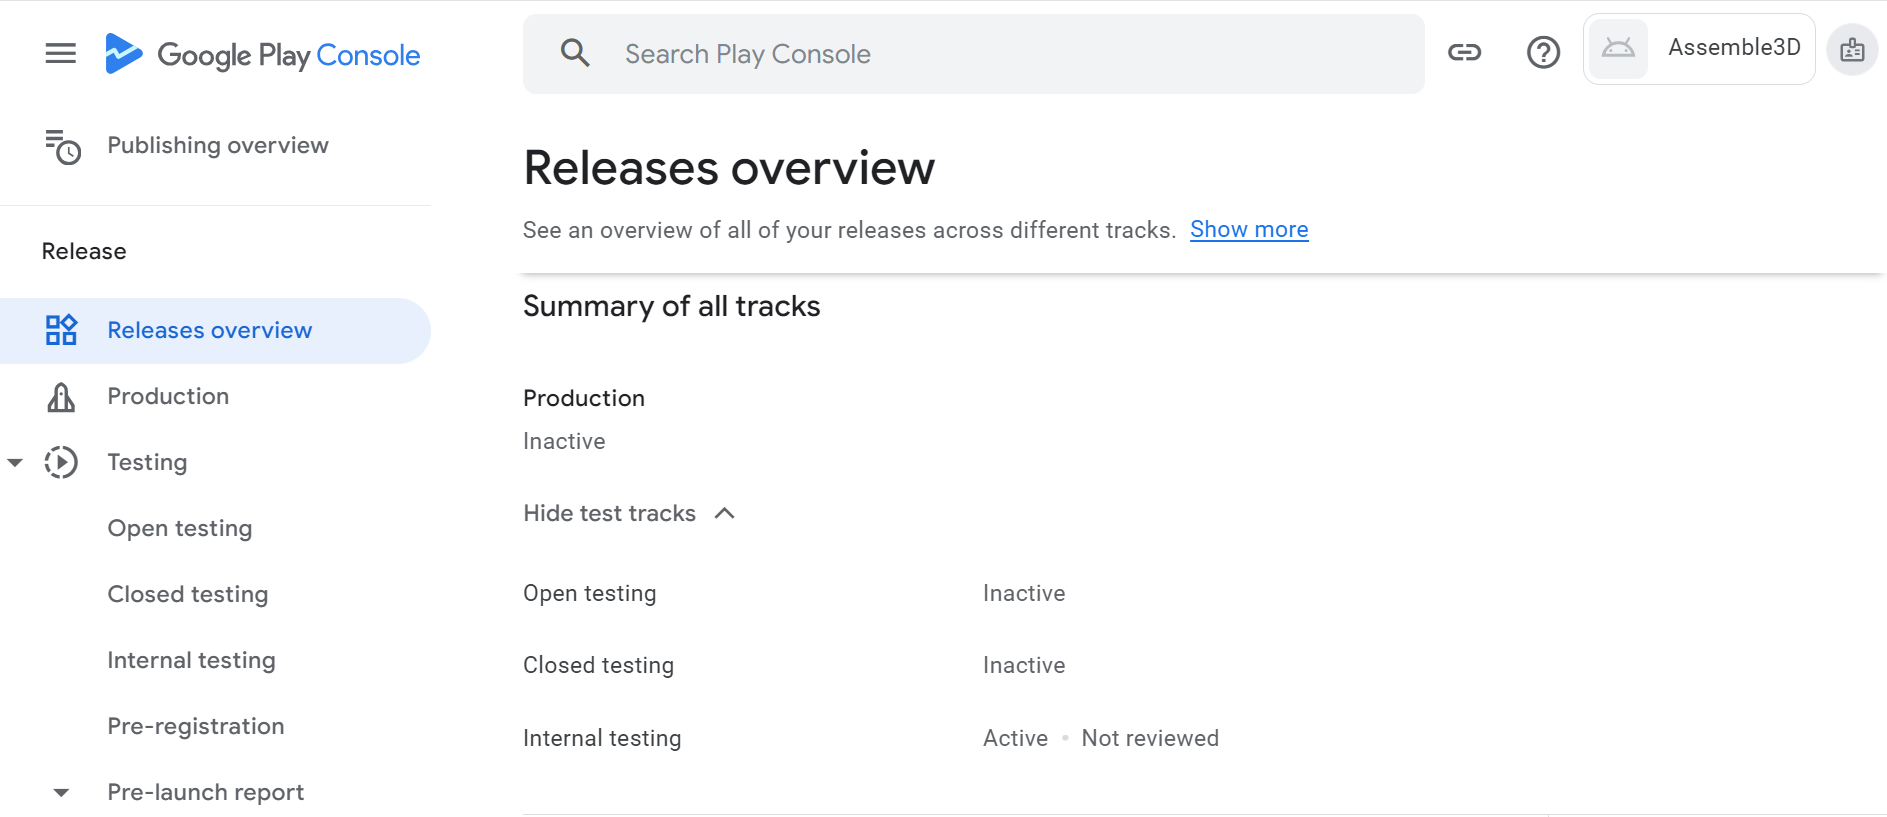 Google Play Console
Search Play Console
Assemble3D
Publishing overview
Release
Releases overview
Production
Testing
Open testing
Closed testing
Internal testing
Pre-registration
Pre-launch report
Releases overview
See an overview of all of your releases across different tracks. Show more
Summary of all tracks
Production
Inactive
Hide test tracks
Open testing Inactive
Closed testing Inactive
Internal testing Active • Not reviewed